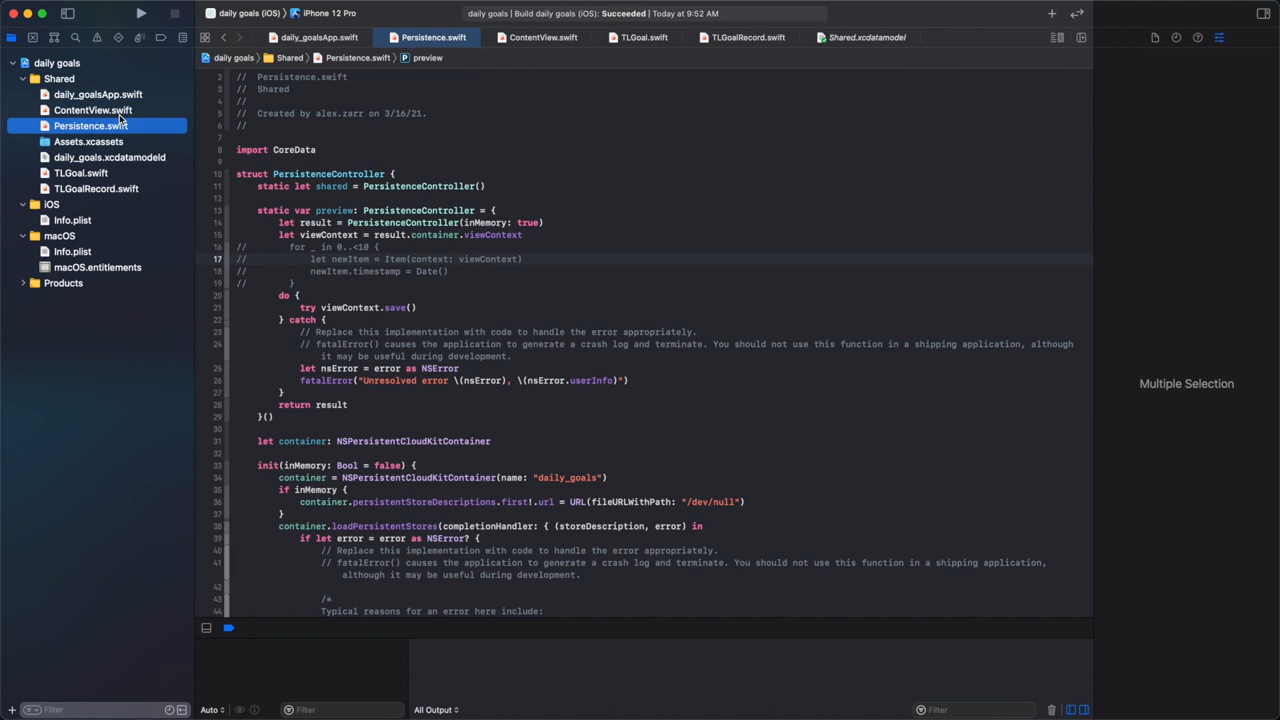 daily goals (iOS) 〉 iPhone 12 Pro
daily goals | Build daily goals (iOS): Succeeded | Today at 9:52 AM
daily_goalsApp.swift
Persistence.swift
ContentView.swift
TLGoal.swift
TLGoalRecord.swift
Shared.xcdatamodel
daily goals 〉 Shared 〉 Persistence.swift 〉 preview
daily goals
Shared
daily_goalsApp.swift
ContentView.swift
Persistence.swift
Assets.xcassets
daily_goals.xcdatamodeld
TLGoal.swift
TLGoalRecord.swift
iOS
Info.plist
macOS
Info.plist
macOS.entitlements
Products
2 //  Persistence.swift
3 //  Shared
4 //
5 //  Created by alex.zarr on 3/16/21.
6 //
7
8 import CoreData
9
10 struct PersistenceController {
11     static let shared = PersistenceController()
12
13     static var preview: PersistenceController = {
14         let result = PersistenceController(inMemory: true)
15         let viewContext = result.container.viewContext
16 //        for _ in 0..<10 {
17 //            let newItem = Item(context: viewContext)
18 //            newItem.timestamp = Date()
19 //        }
20         do {
21             try viewContext.save()
22         } catch {
23             // Replace this implementation with code to handle the error appropriately.
24             // fatalError() causes the application to generate a crash log and terminate. You should not use this function in a shipping application, although
it may be useful during development.
25             let nsError = error as NSError
26             fatalError("Unresolved error \(nsError), \(nsError.userInfo)")
27         }
28         return result
29     }()
30
31     let container: NSPersistentCloudKitContainer
32
33     init(inMemory: Bool = false) {
34         container = NSPersistentCloudKitContainer(name: "daily_goals")
35         if inMemory {
36             container.persistentStoreDescriptions.first!.url = URL(fileURLWithPath: "/dev/null")
37         }
38         container.loadPersistentStores(completionHandler: { (storeDescription, error) in
39             if let error = error as NSError? {
40                 // Replace this implementation with code to handle the error appropriately.
41                 // fatalError() causes the application to generate a crash log and terminate. You should not use this function in a shipping application,
although it may be useful during development.
42
43                 /*
44                 Typical reasons for an error here include:
Multiple Selection
Filter
Auto
Filter
All Output
Filter